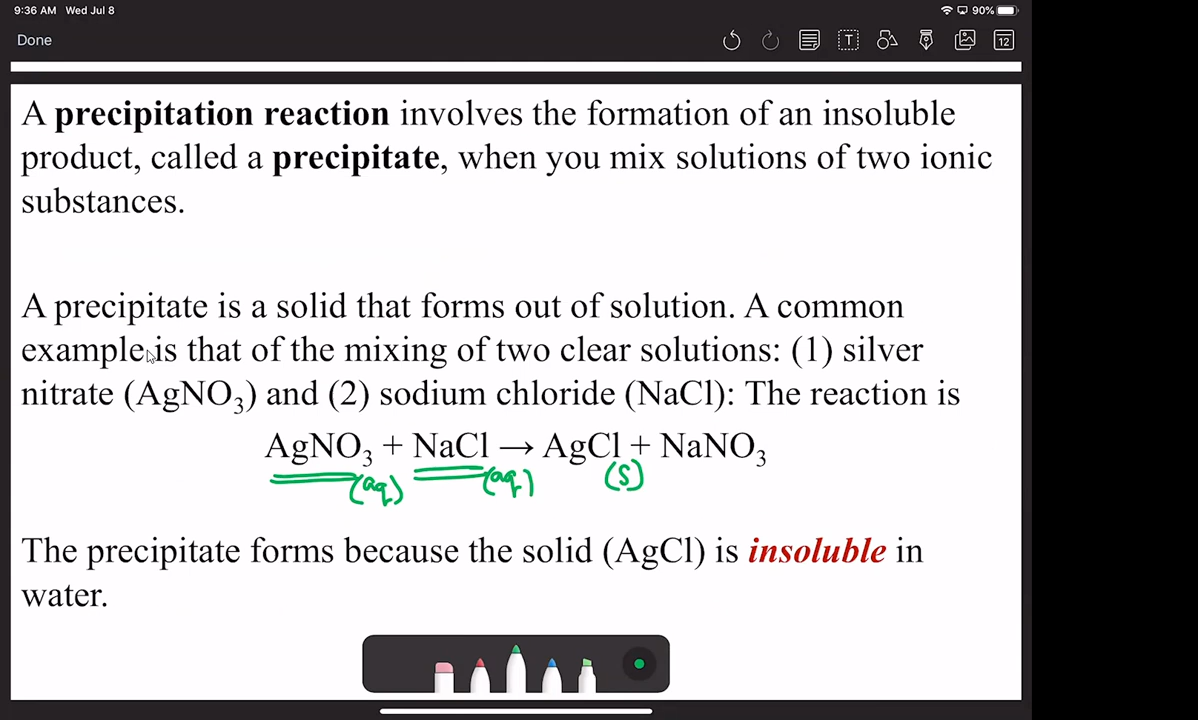 9:36 AM Wed Jul 8
90%
Done
T
12
A precipitation reaction involves the formation of an insoluble
product, called a precipitate, when you mix solutions of two ionic
substances.
A precipitate is a solid that forms out of solution. A common
example is that of the mixing of two clear solutions: (1) silver
nitrate (AgNO₃) and (2) sodium chloride (NaCl): The reaction is
AgNO₃ + NaCl → AgCl + NaNO₃
(aq) (aq) (s)
The precipitate forms because the solid (AgCl) is insoluble in
water.